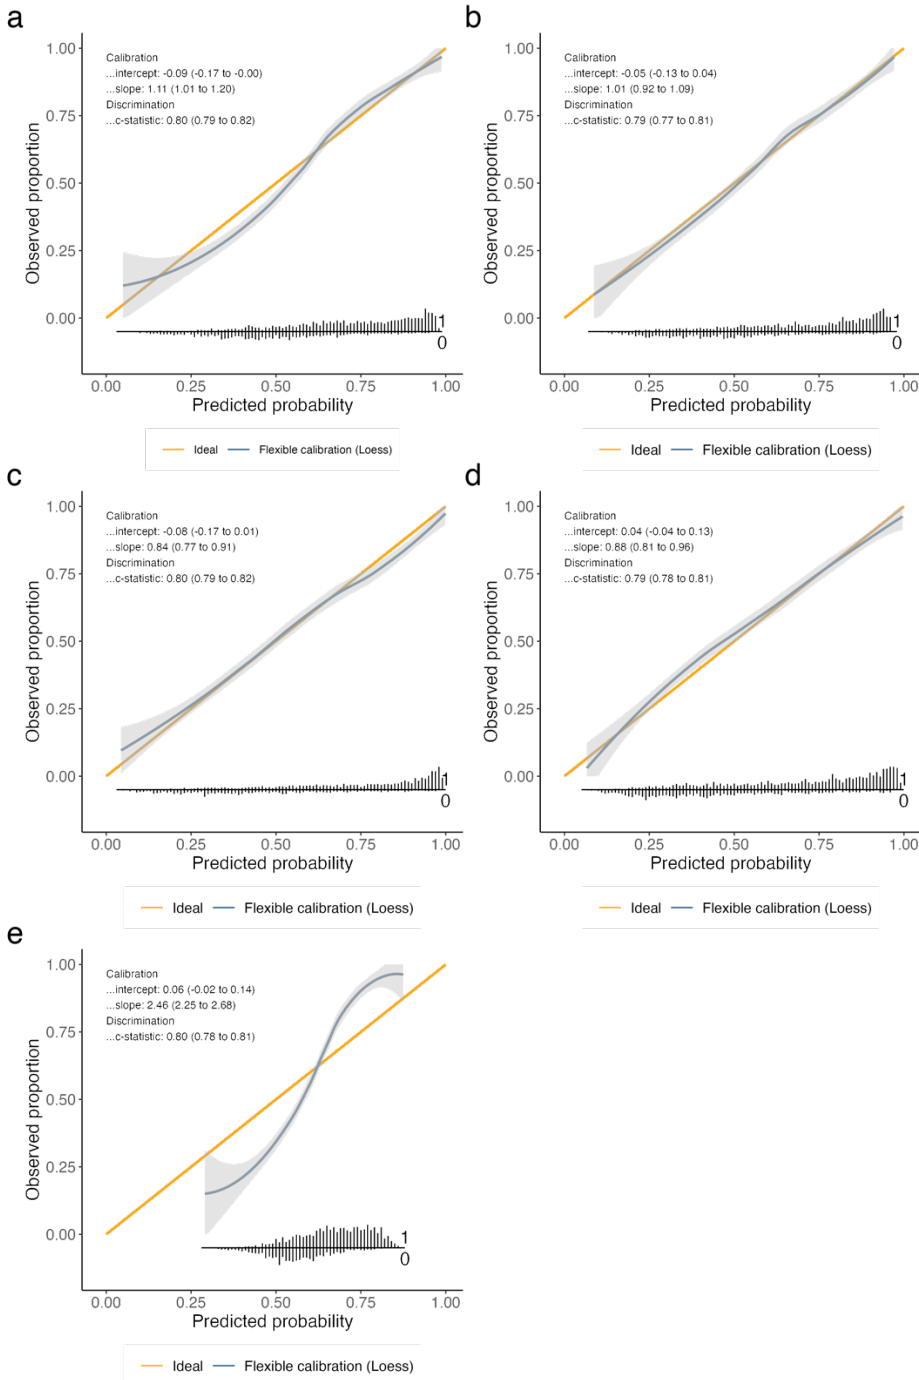 a
Calibration
...intercept: -0.09 (-0.17 to -0.00)
...slope: 1.11 (1.01 to 1.20)
Discrimination
...c-statistic: 0.80 (0.79 to 0.82)
1.00
0.75
0.50
0.25
0.00
Observed proportion
1
0
0.00 0.25 0.50 0.75 1.00
Predicted probability
Ideal Flexible calibration (Loess)
b
Calibration
...intercept: -0.05 (-0.13 to 0.04)
...slope: 1.01 (0.92 to 1.09)
Discrimination
...c-statistic: 0.79 (0.77 to 0.81)
1.00
0.75
0.50
0.25
0.00
Observed proportion
1
0
0.00 0.25 0.50 0.75 1.00
Predicted probability
Ideal Flexible calibration (Loess)
c
Calibration
...intercept: -0.08 (-0.17 to 0.01)
...slope: 0.84 (0.77 to 0.91)
Discrimination
...c-statistic: 0.80 (0.79 to 0.82)
1.00
0.75
0.50
0.25
0.00
Observed proportion
1
0
0.00 0.25 0.50 0.75 1.00
Predicted probability
Ideal Flexible calibration (Loess)
d
Calibration
...intercept: 0.04 (-0.04 to 0.13)
...slope: 0.88 (0.81 to 0.96)
Discrimination
...c-statistic: 0.79 (0.78 to 0.81)
1.00
0.75
0.50
0.25
0.00
Observed proportion
1
0
0.00 0.25 0.50 0.75 1.00
Predicted probability
Ideal Flexible calibration (Loess)
e
Calibration
...intercept: 0.06 (-0.02 to 0.14)
...slope: 2.46 (2.25 to 2.68)
Discrimination
...c-statistic: 0.80 (0.78 to 0.81)
1.00
0.75
0.50
0.25
0.00
Observed proportion
1
0
0.00 0.25 0.50 0.75 1.00
Predicted probability
Ideal Flexible calibration (Loess)